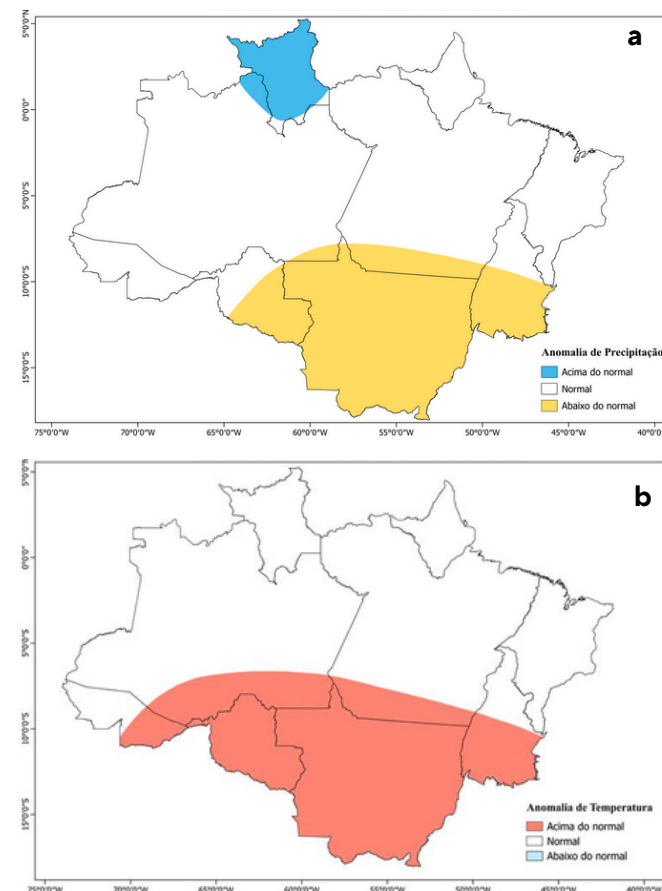 a
5°0'0"N
0°0'0"
5°0'0"S
10°0'0"S
15°0'0"S
Anomalia de Precipitação
Acima do normal
Normal
Abaixo do normal
75°0'0"W
70°0'0"W
65°0'0"W
60°0'0"W
55°0'0"W
50°0'0"W
45°0'0"W
40°0'0"W
b
5°0'0"N
0°0'0"
5°0'0"S
10°0'0"S
15°0'0"S
Anomalia de Temperatura
Acima do normal
Normal
Abaixo do normal